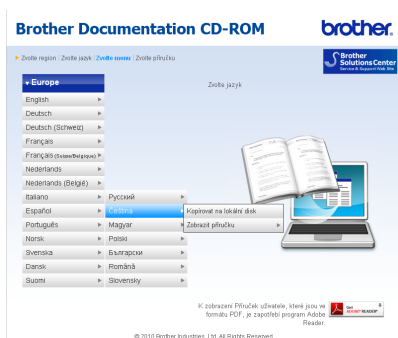 Brother Documentation CD-ROM
brother.
Zvolte region | Zvolte jazyk | Zvolte menu | Zvolte příručku
Brother
SolutionsCenter
Service & Support Web Site
Europe
Zvolte jazyk
English
Deutsch
Deutsch (Schweiz)
Français
Français (Suisse/Belgique)
Nederlands
Nederlands (België)
Italiano
Русский
Español
Čeština
Kopírovat na lokální disk
Português
Magyar
Zobrazit příručku
Norsk
Polski
Svenska
Български
Dansk
Română
Suomi
Slovensky
K zobrazení Příruček uživatele, které jsou ve
formátu PDF, je zapotřebí program Adobe
Reader.
Get
ADOBE® READER®
© 2010 Brother Industries, Ltd. All Rights Reserved.